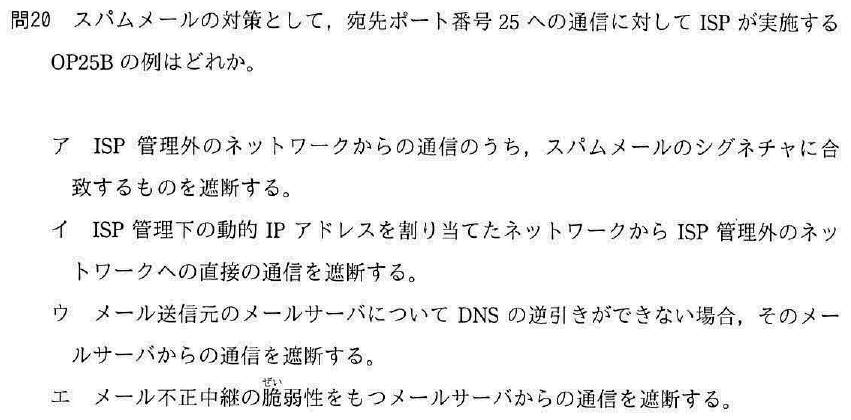 問20 スパムメールの対策として，宛先ポート番号 25 への通信に対して ISP が実施する
OP25B の例はどれか。
ア ISP 管理外のネットワークからの通信のうち，スパムメールのシグネチャに合
致するものを遮断する。
イ ISP 管理下の動的 IP アドレスを割り当てたネットワークから ISP 管理外のネッ
トワークへの直接の通信を遮断する。
ウ メール送信元のメールサーバについて DNS の逆引きができない場合，そのメー
ルサーバからの通信を遮断する。
ぜい
エ メール不正中継の脆弱性をもつメールサーバからの通信を遮断する。